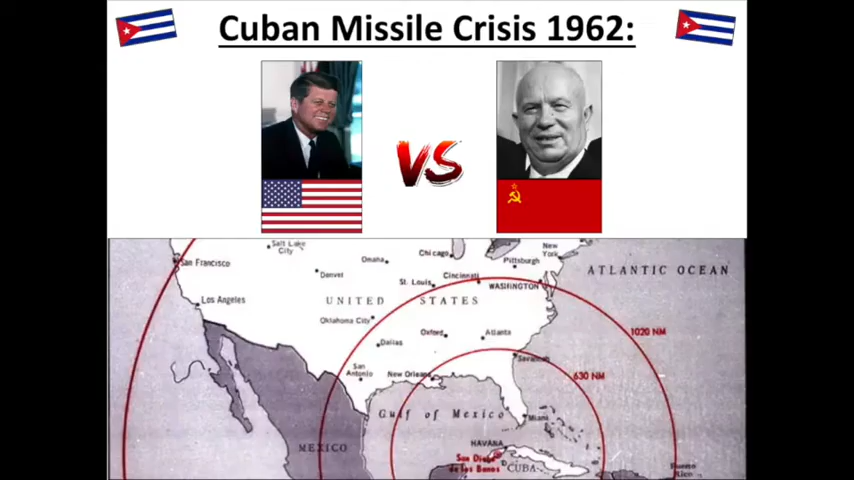 Cuban Missile Crisis 1962:
VS
Salt Lake
City
San Francisco
Denver
Omaha
Chicago
Pittsburgh
New
York
ATLANTIC OCEAN
St. Louis
Cincinnati
WASHINGTON
Los Angeles
UNITED STATES
Oklahoma City
Oxford
Atlanta
1020 NM
Dallas
Savannah
San
Antonio
New Orleans
630 NM
Gulf of Mexico
Miami
MEXICO
HAVANA
San Diego
de los Banos
CUBA
Puerto
Rico